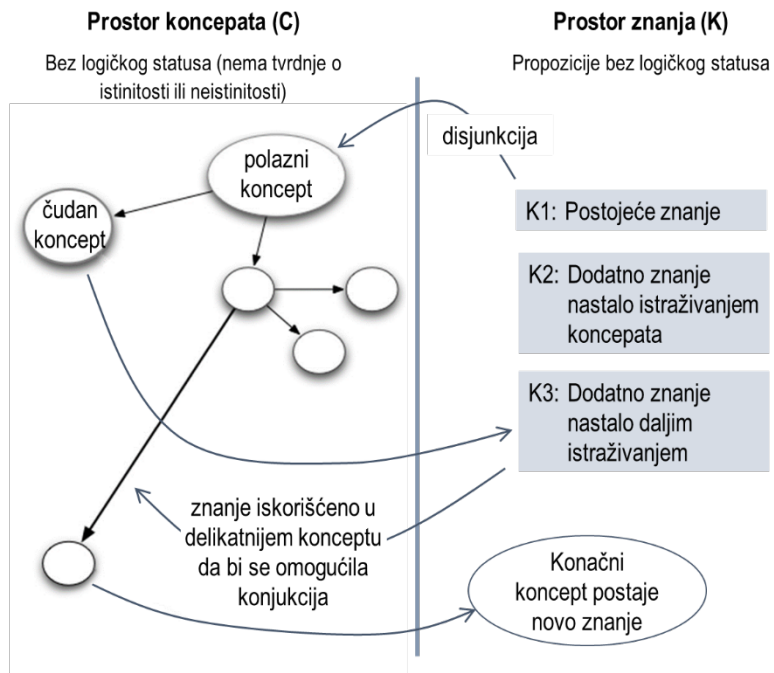 Prostor koncepata (C)
Bez logičkog statusa (nema tvrdnje o
istinitosti ili neistinitosti)
Prostor znanja (K)
Propozicije bez logičkog statusa
disjunkcija
polazni
koncept
čudan
koncept
K1: Postojeće znanje
K2: Dodatno znanje
nastalo istraživanjem
koncepata
K3: Dodatno znanje
nastalo daljim
istraživanjem
znanje iskorišćeno u
delikatnijem konceptu
da bi se omogućila
konjukcija
Konačni
koncept postaje
novo znanje